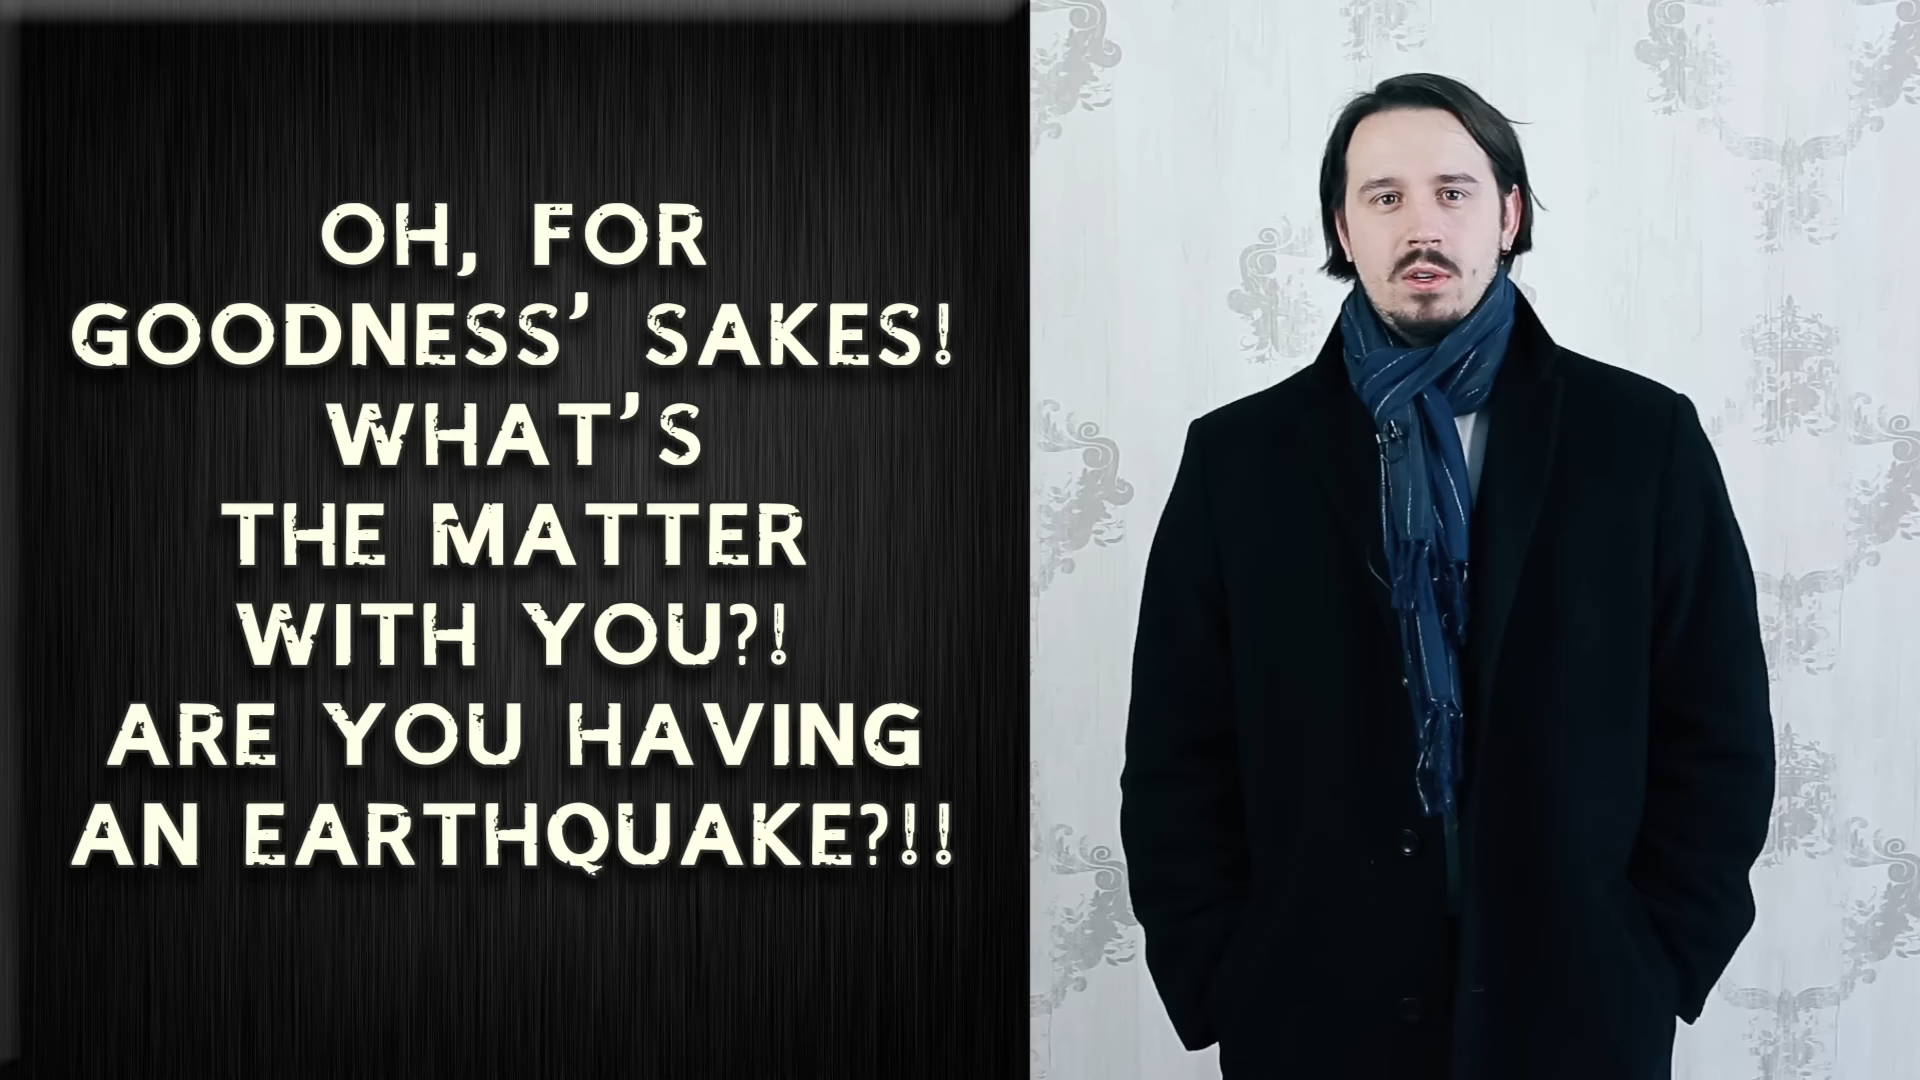 OH, FOR
GOODNESS’ SAKES!
WHAT’S
THE MATTER
WITH YOU?!
ARE YOU HAVING
AN EARTHQUAKE?!!